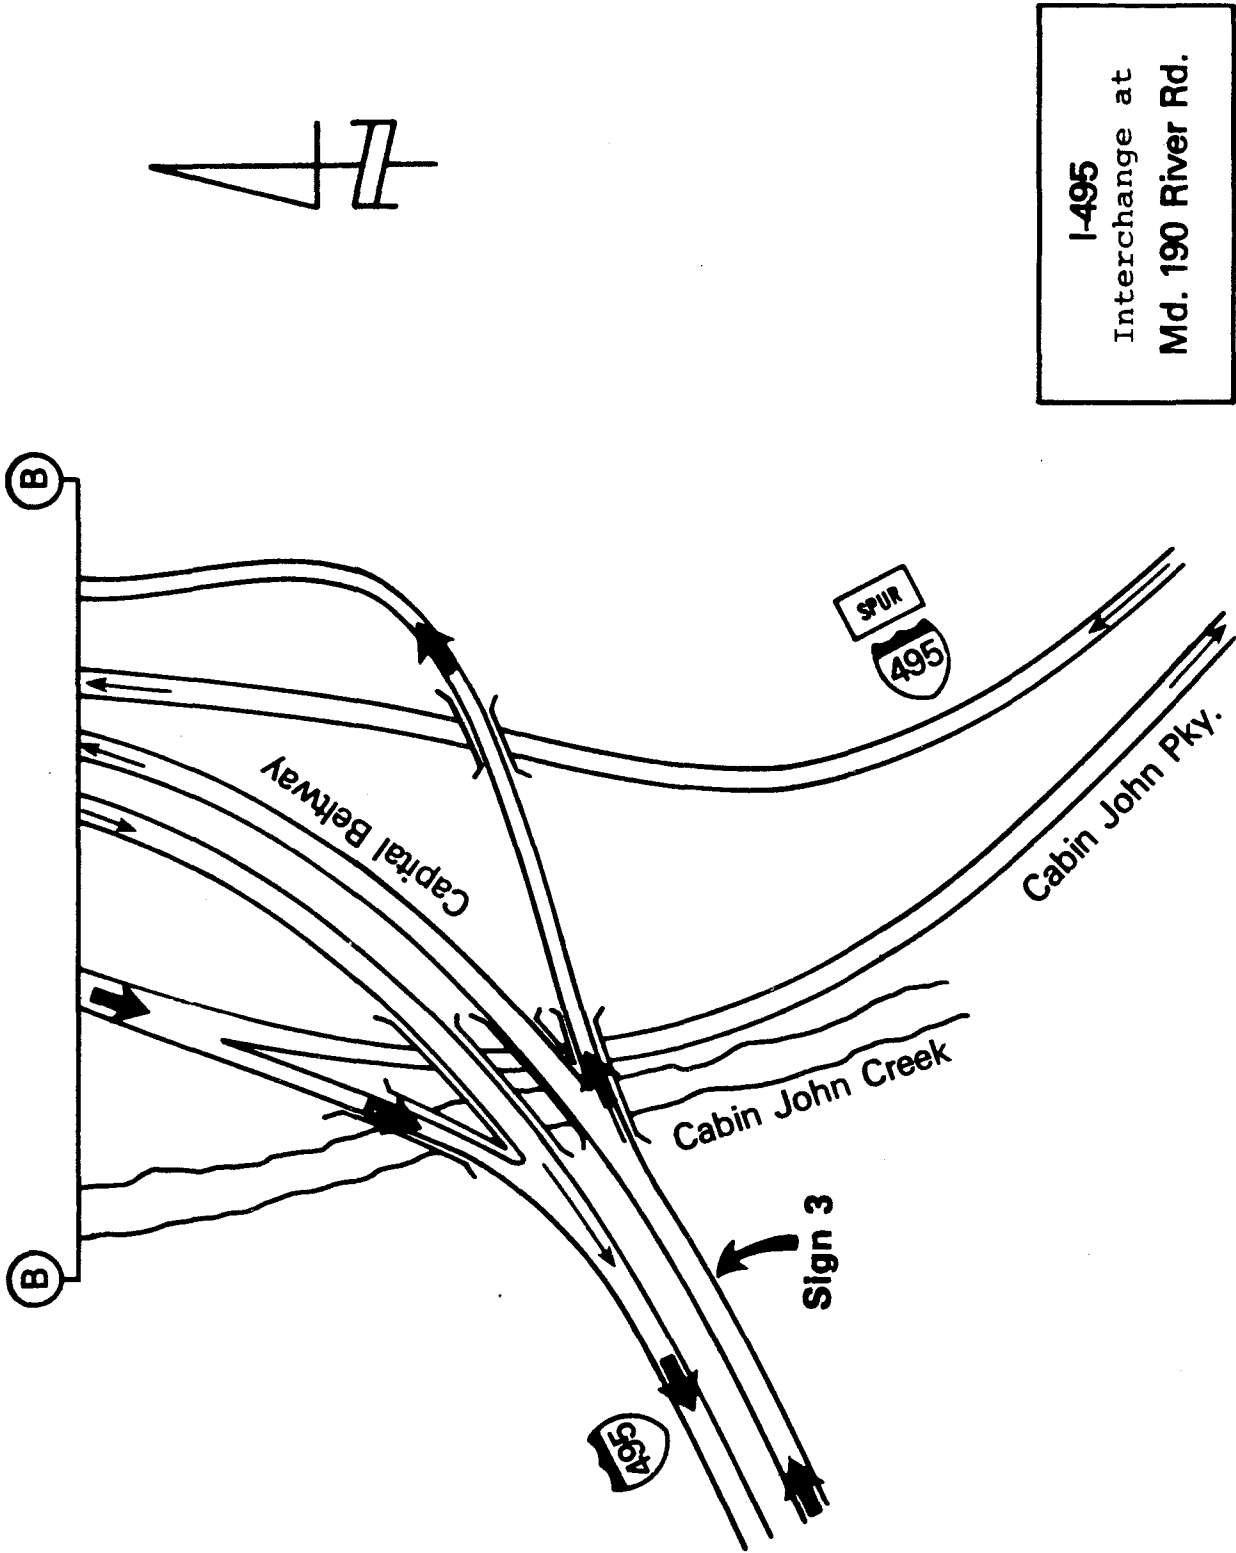 B
B
N
I-495
Interchange at
Md. 190 River Rd.
Capital Beltway
SPUR
495
Cabin John Pky.
Cabin John Creek
Sign 3
495